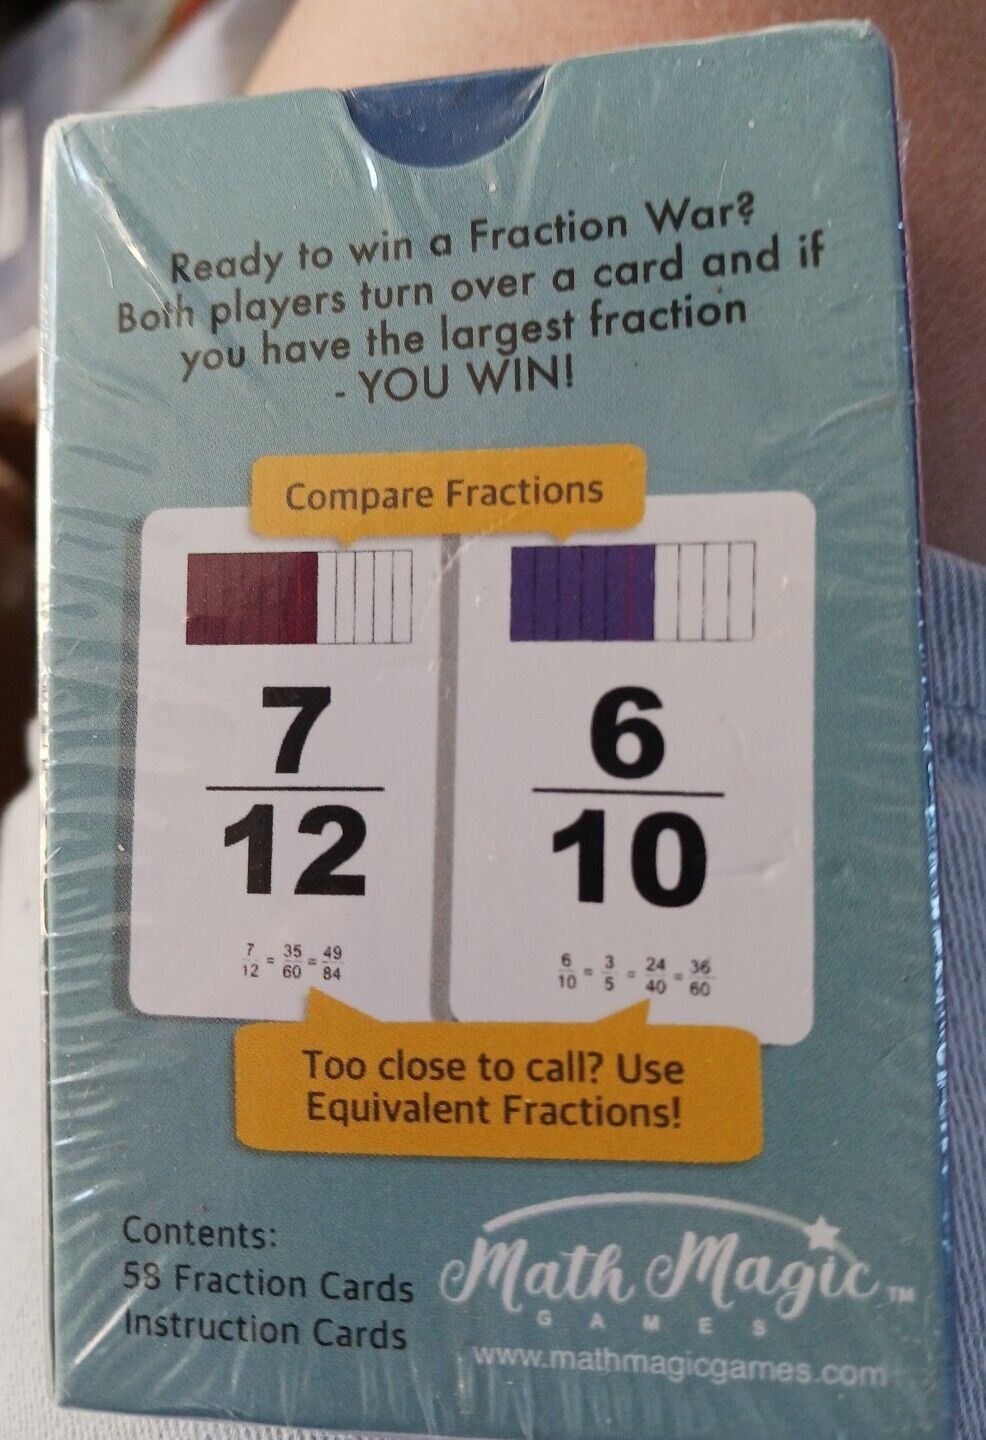 Ready to win a Fraction War?
Both players turn over a card and if
you have the largest fraction
- YOU WIN!
Compare Fractions
7
12
6
10
7/12 = 35/60 = 49/84
6/10 = 3/5 = 24/40 = 36/60
Too close to call? Use
Equivalent Fractions!
Contents:
58 Fraction Cards
Instruction Cards
Math Magic™
GAMES
www.mathmagicgames.com